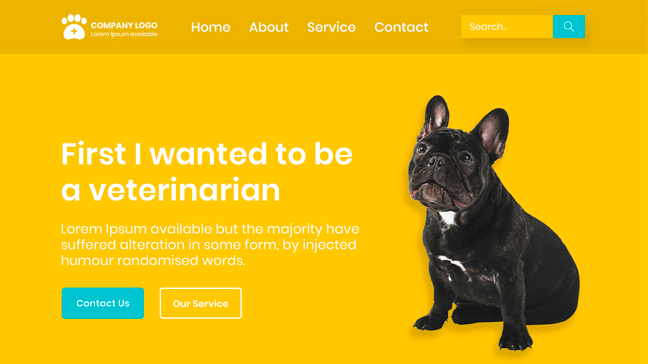 COMPANY LOGO
Lorem Ipsum available
Home About Service Contact
Search..
First I wanted to be
a veterinarian
Lorem Ipsum available but the majority have
suffered alteration in some form, by injected
humour randomised words.
Contact Us
Our Service